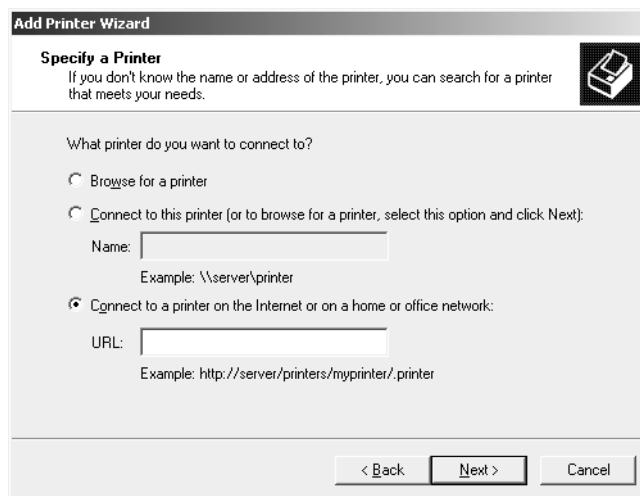 Add Printer Wizard
Specify a Printer
If you don't know the name or address of the printer, you can search for a printer
that meets your needs.
What printer do you want to connect to?
Browse for a printer
Connect to this printer (or to browse for a printer, select this option and click Next):
Name:
Example: \\server\printer
Connect to a printer on the Internet or on a home or office network:
URL:
Example: http://server/printers/myprinter/.printer
< Back Next > Cancel